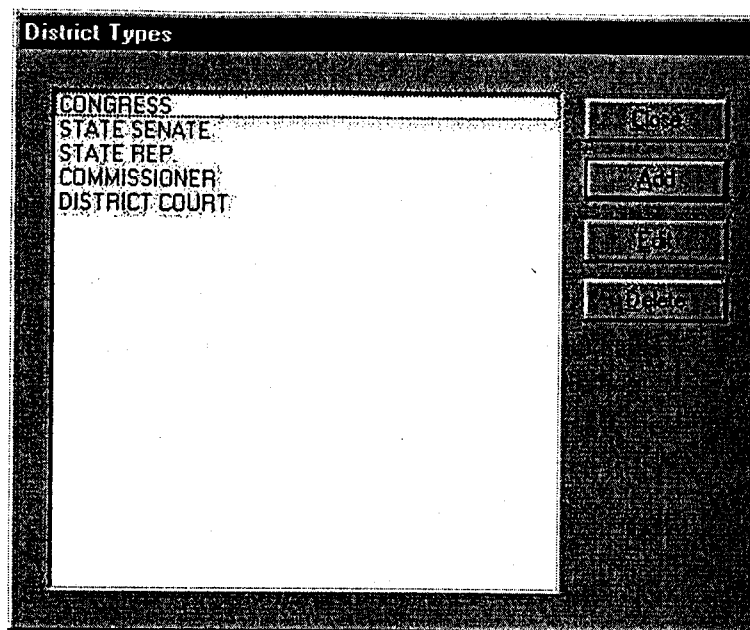 District Types
CONGRESS
STATE SENATE
STATE REP.
COMMISSIONER
DISTRICT COURT
Close
Add
Edit
Delete